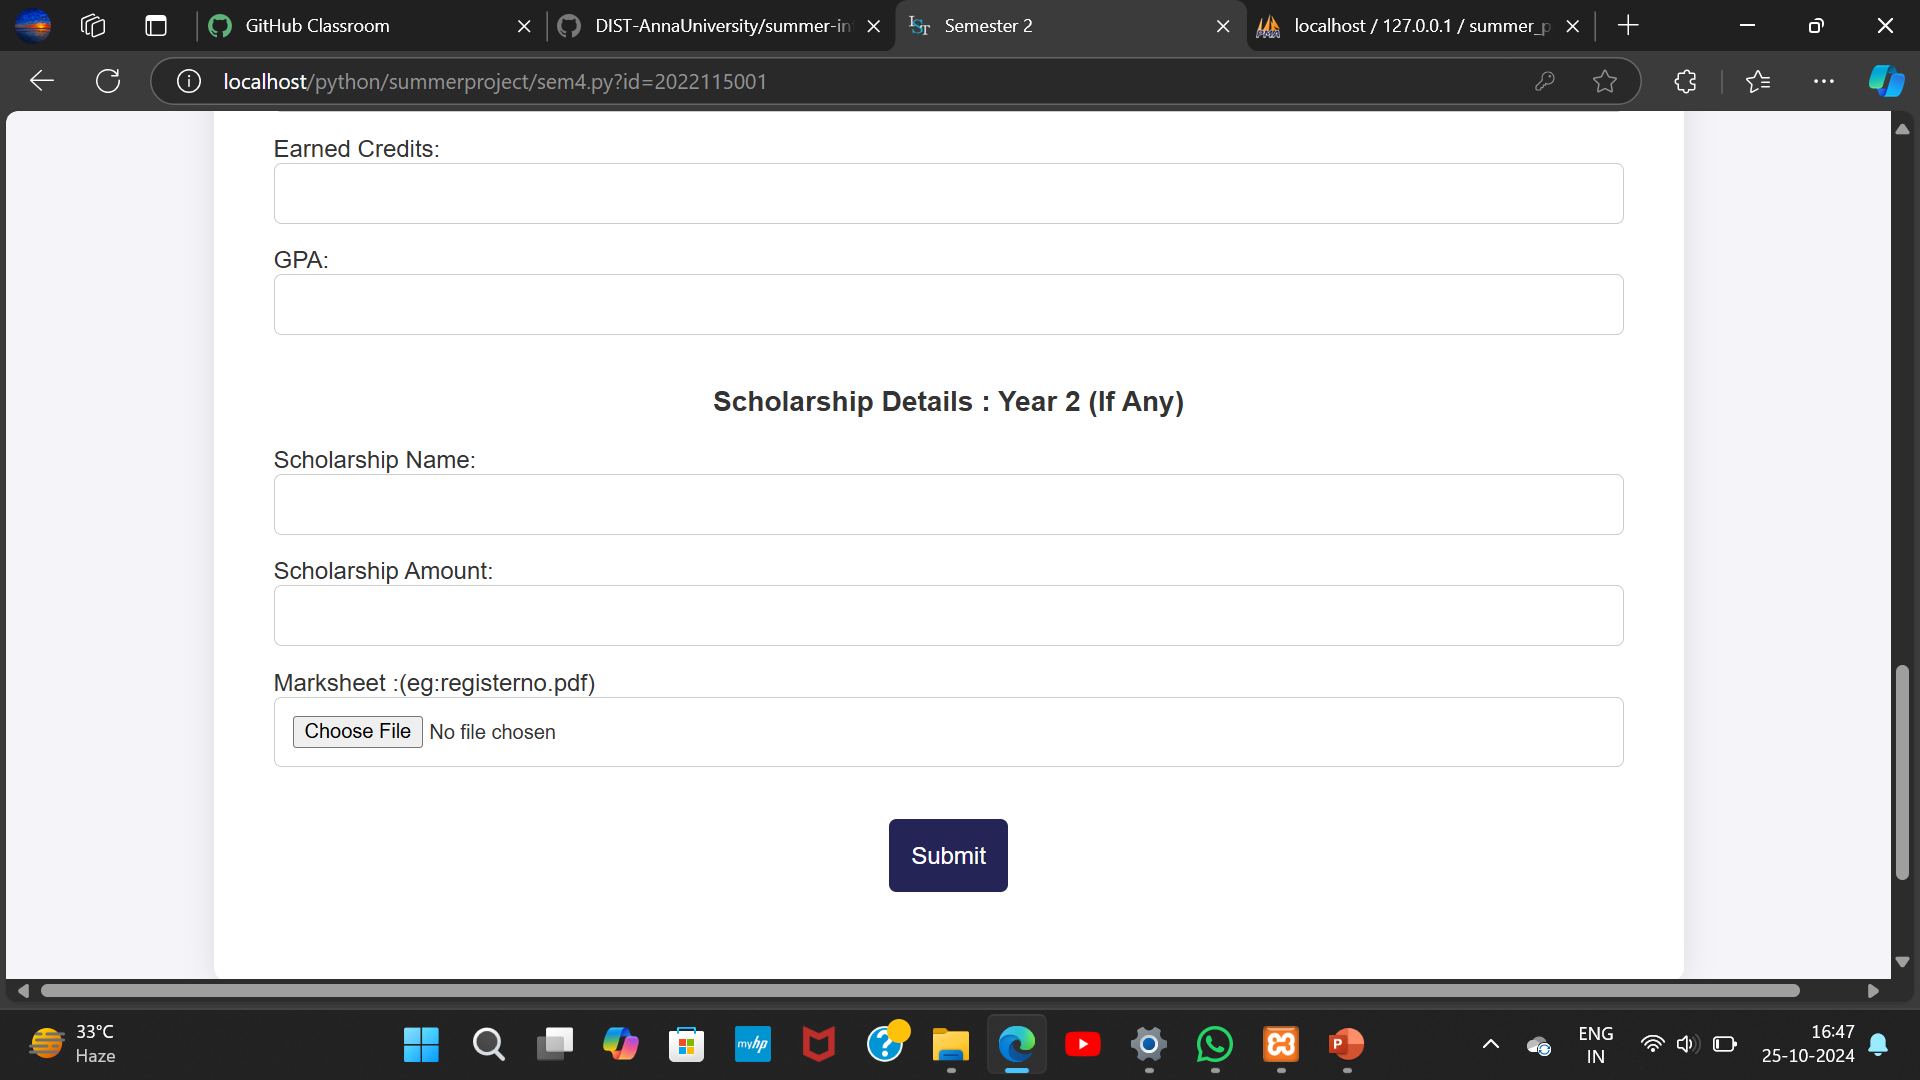 GitHub Classroom
DIST-AnnaUniversity/summer-in
Semester 2
localhost / 127.0.0.1 / summer_p
localhost/python/summerproject/sem4.py?id=2022115001
Earned Credits:
GPA:
Scholarship Details : Year 2 (If Any)
Scholarship Name:
Scholarship Amount:
Marksheet :(eg:registerno.pdf)
Choose File No file chosen
Submit
33°C
Haze
myhp
ENG
IN
16:47
25-10-2024